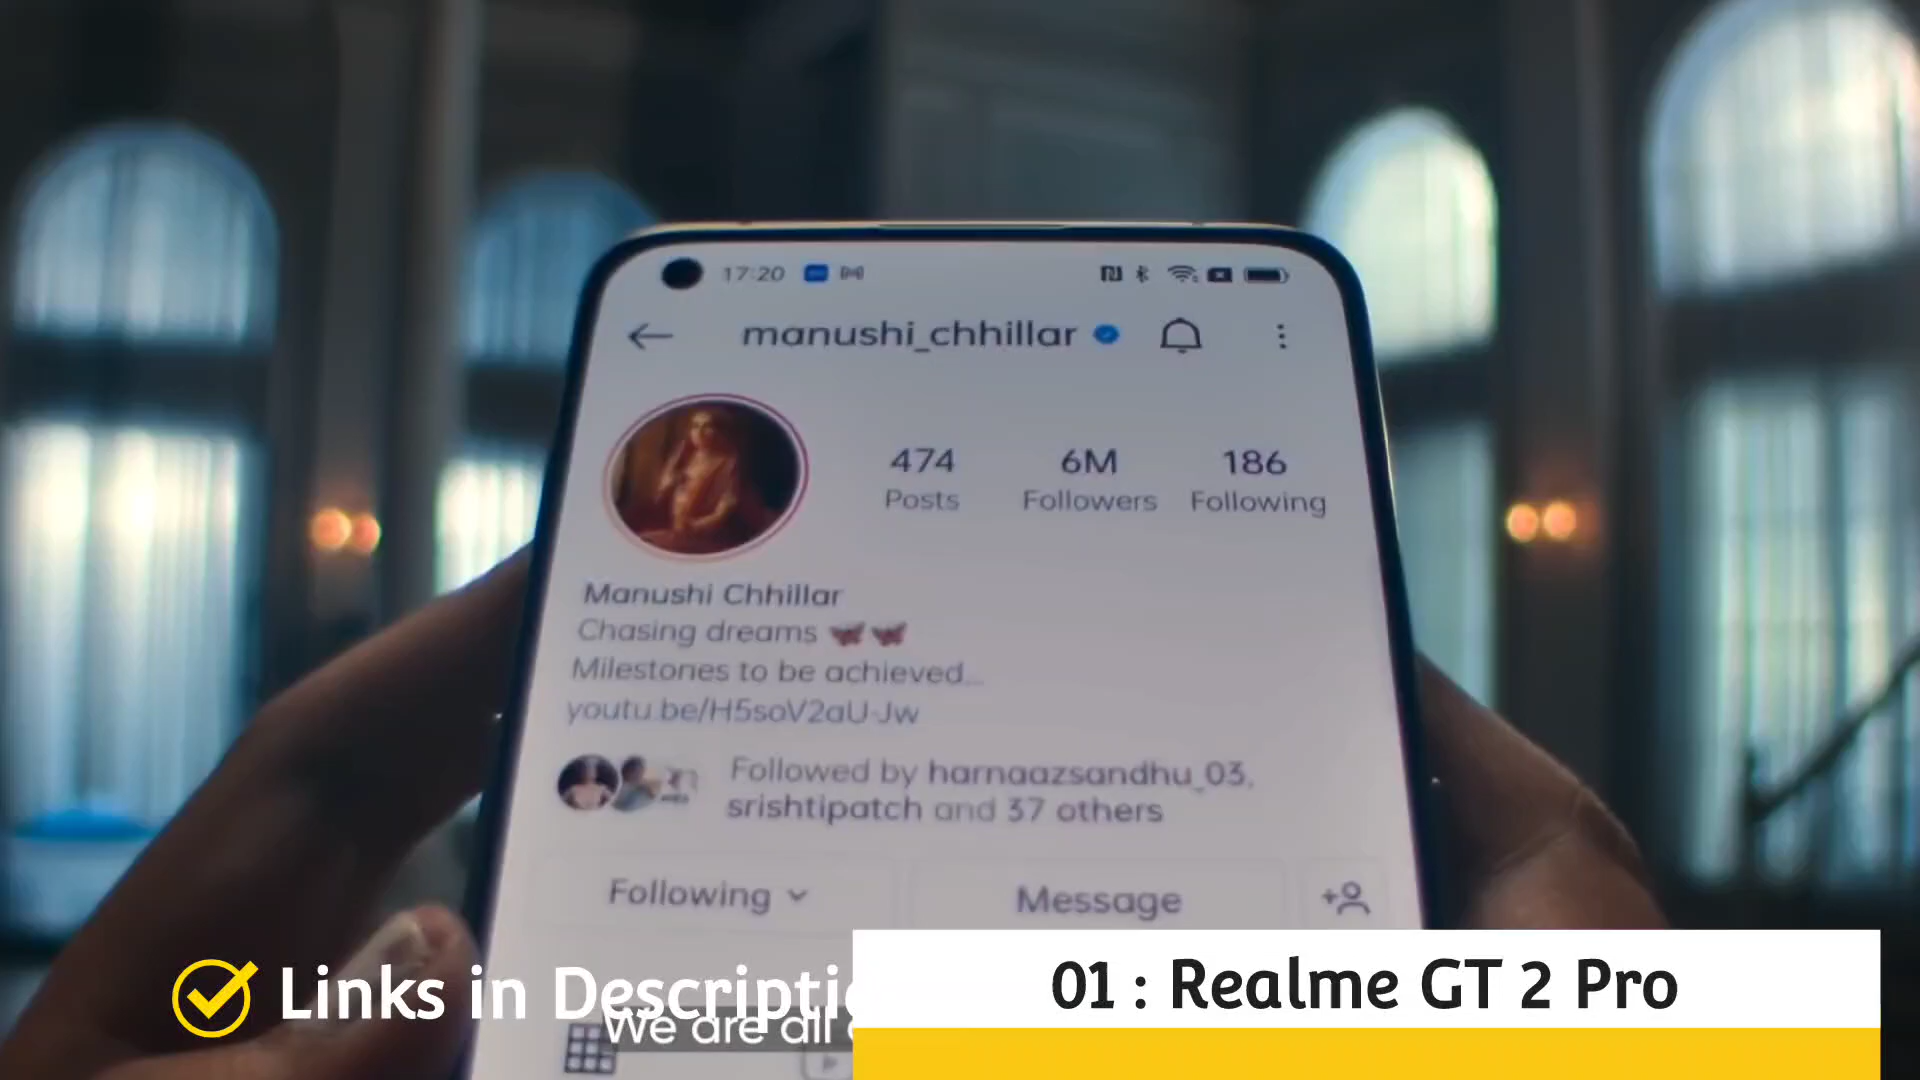 17:20
manushi_chhillar
474
6M
186
Posts
Followers
Following
Manushi Chhillar
Chasing dreams
Milestones to be achieved...
youtu.be/H5soV2aU-Jw
Followed by harnaazsandhu_03,
srishtipatch and 37 others
Following
Message
Links in Descripti
01 : Realme GT 2 Pro
We are all